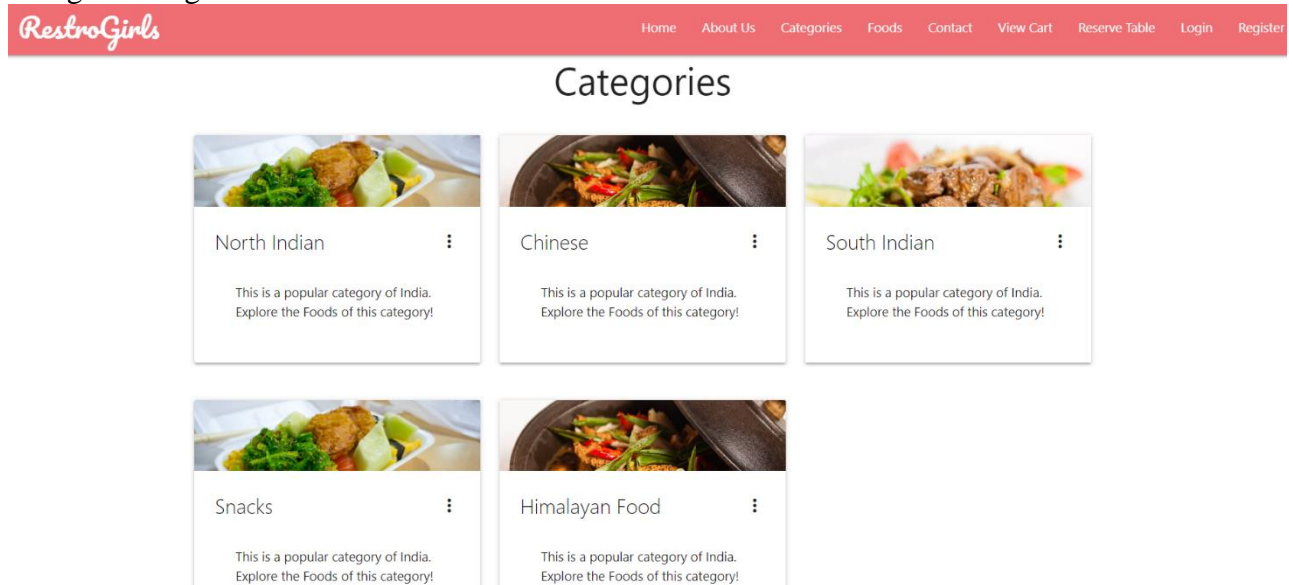 RestroGirls
Home About Us Categories Foods Contact View Cart Reserve Table Login Register
Categories
North Indian
This is a popular category of India.
Explore the Foods of this category!
Chinese
This is a popular category of India.
Explore the Foods of this category!
South Indian
This is a popular category of India.
Explore the Foods of this category!
Snacks
This is a popular category of India.
Explore the Foods of this category!
Himalayan Food
This is a popular category of India.
Explore the Foods of this category!